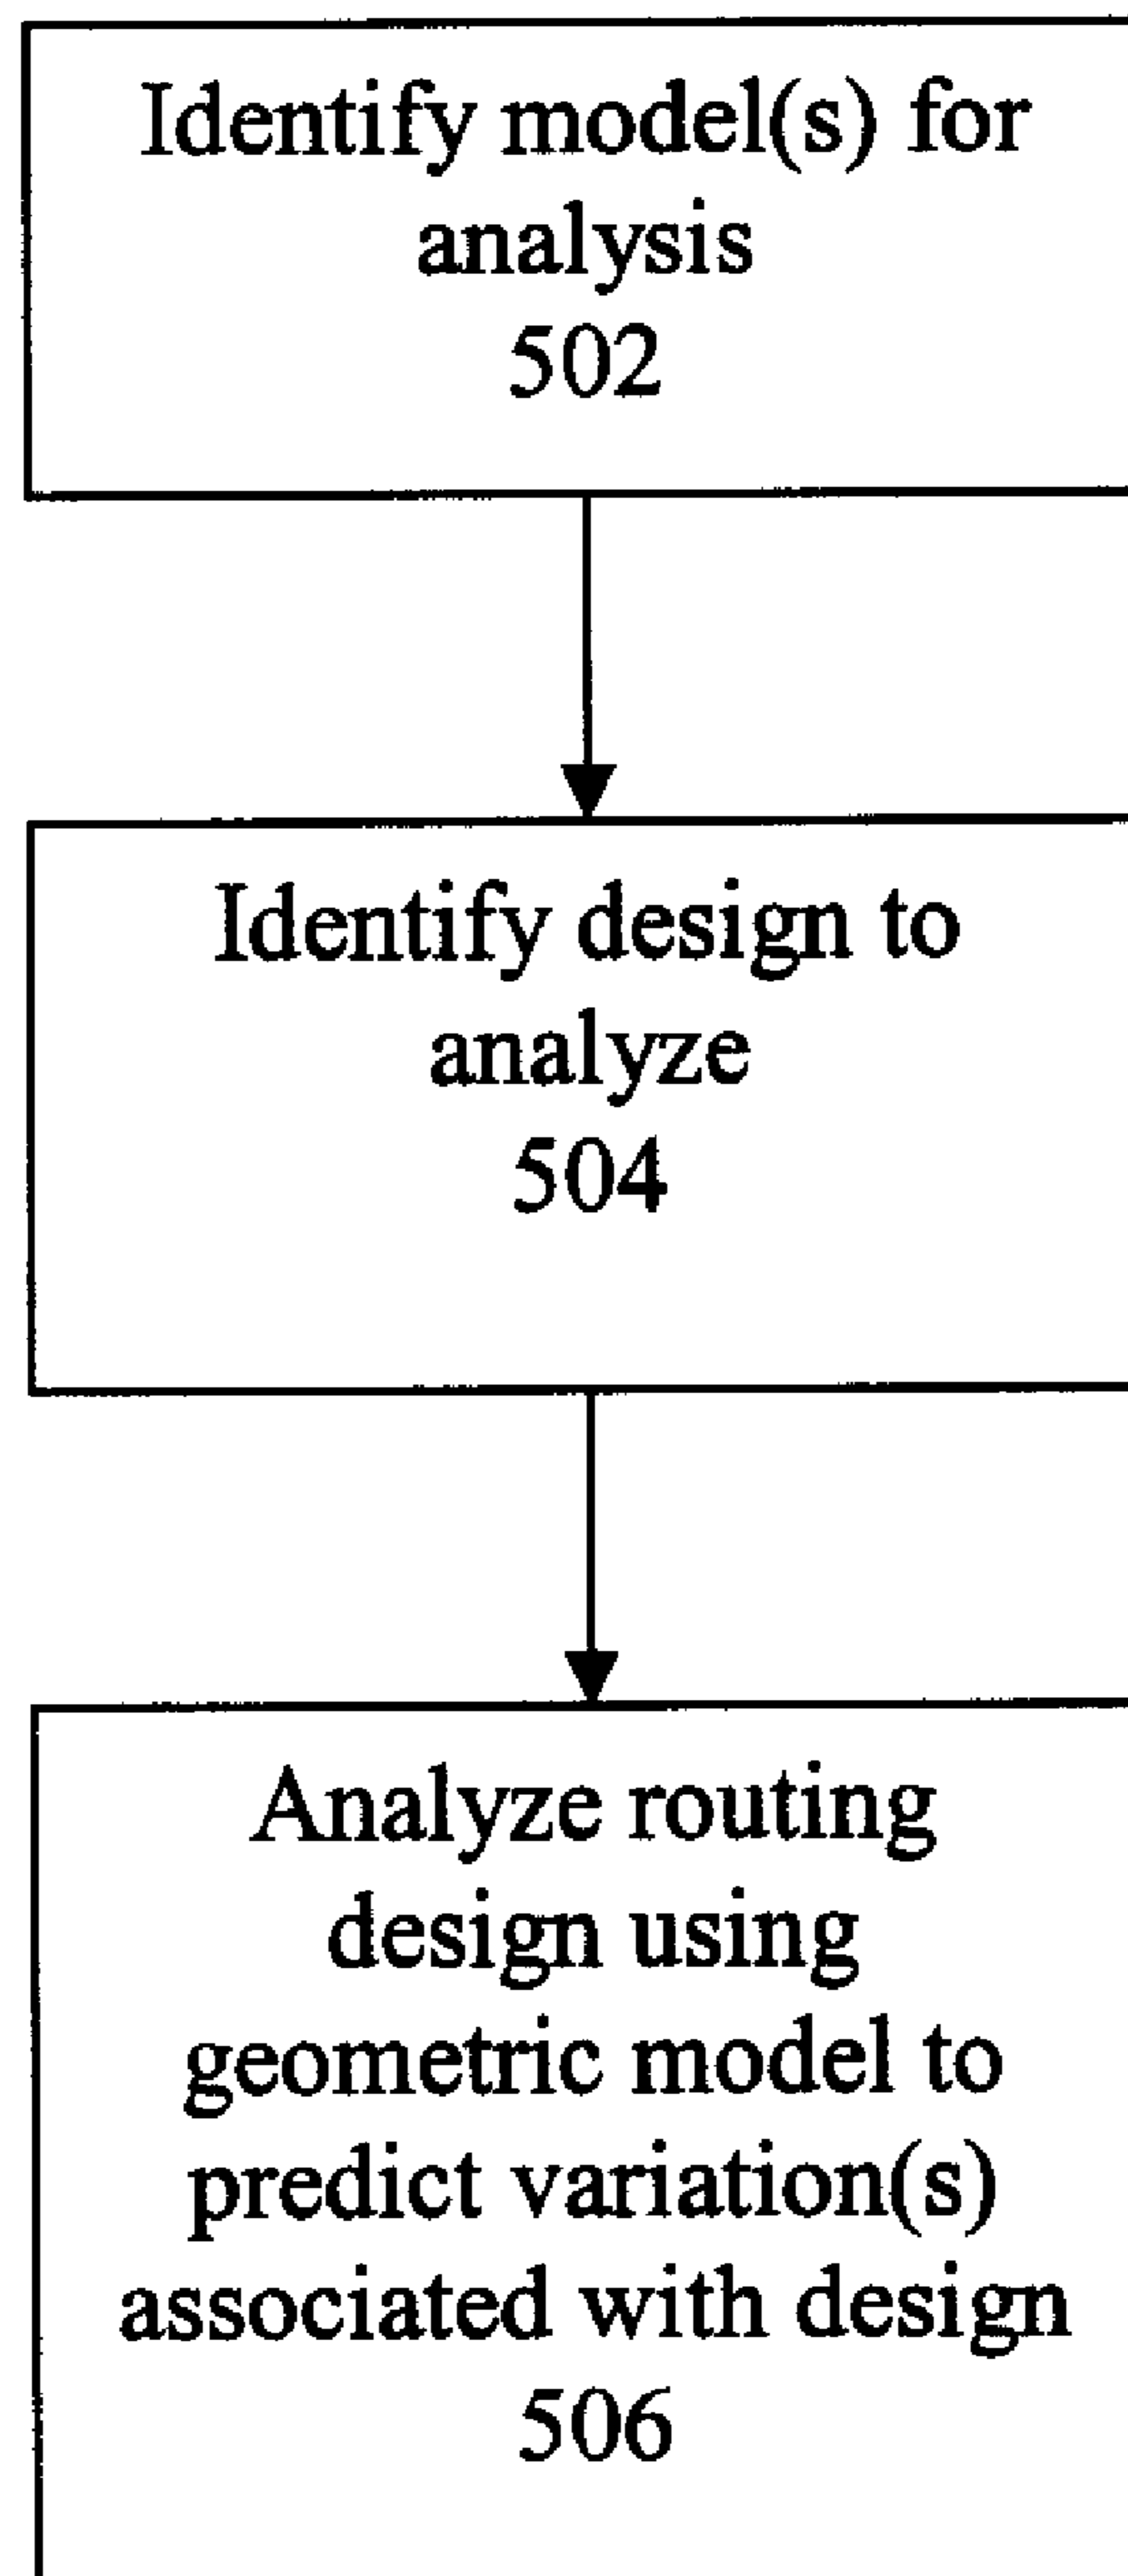 Identify model(s) for
analysis
502
Identify design to
analyze
504
Analyze routing
design using
geometric model to
predict variation(s)
associated with design
506